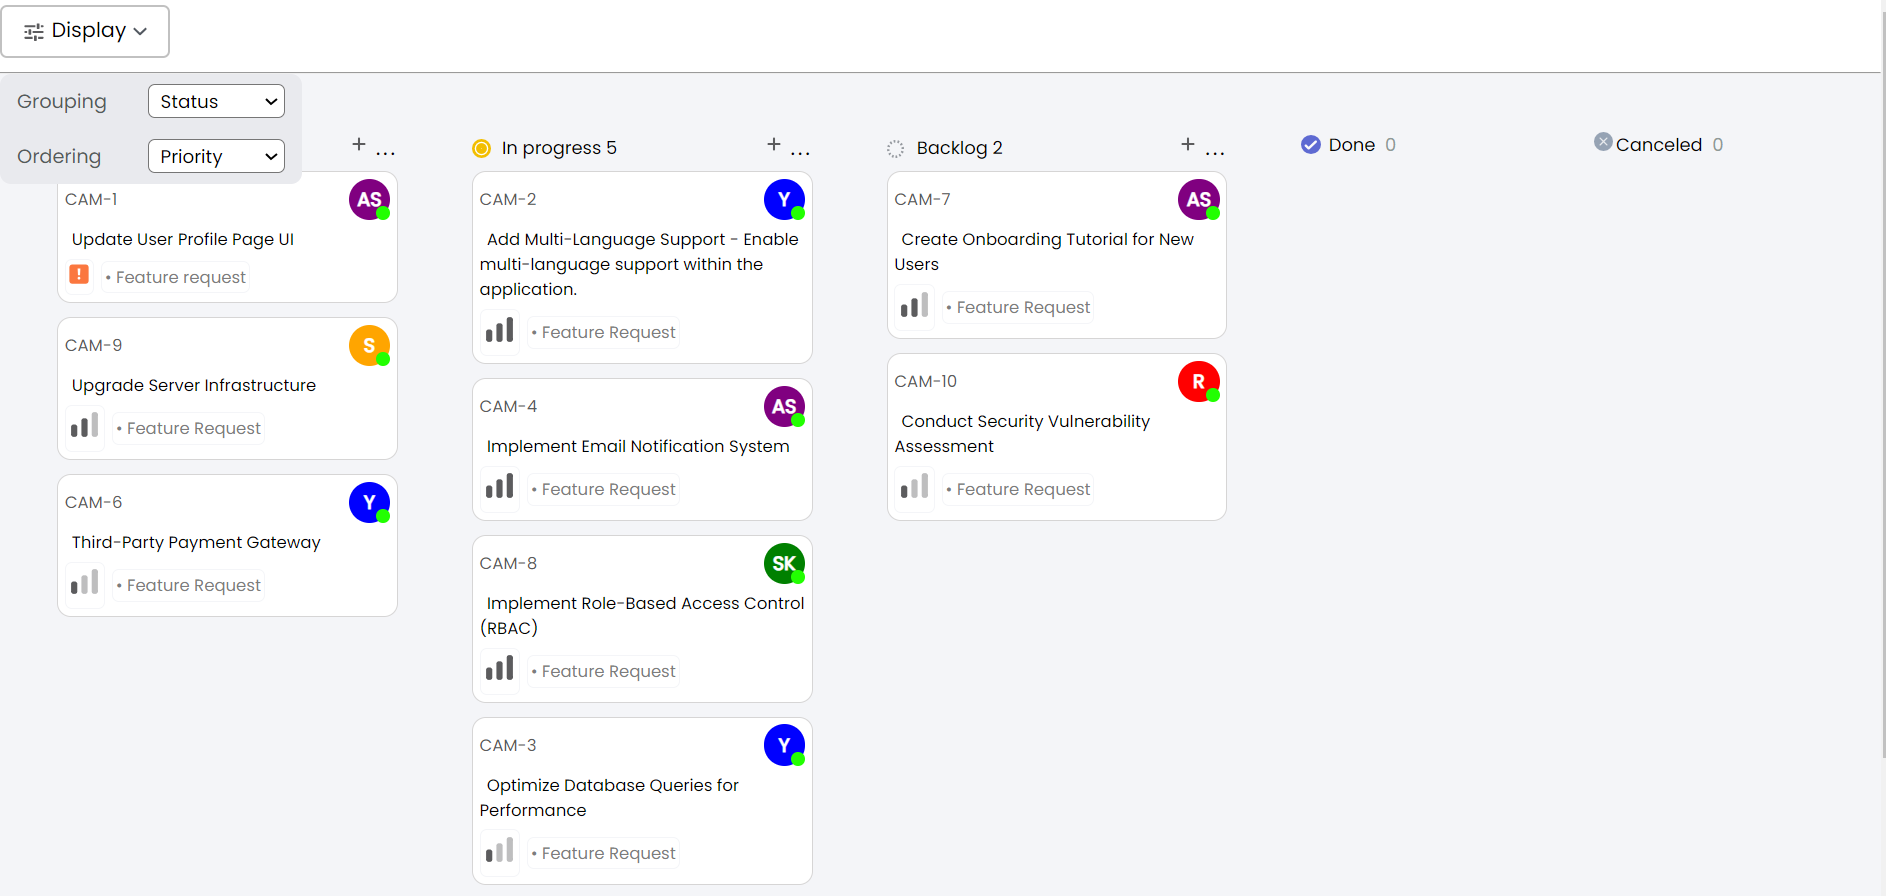 Display
Grouping Status
Ordering Priority
+ ...
CAM-1 AS
Update User Profile Page UI
! • Feature request
CAM-9 S
Upgrade Server Infrastructure
• Feature Request
CAM-6 Y
Third-Party Payment Gateway
• Feature Request
In progress 5 + ...
CAM-2 Y
Add Multi-Language Support - Enable
multi-language support within the
application.
• Feature Request
CAM-4 AS
Implement Email Notification System
• Feature Request
CAM-8 SK
Implement Role-Based Access Control
(RBAC)
• Feature Request
CAM-3 Y
Optimize Database Queries for
Performance
• Feature Request
Backlog 2 + ...
CAM-7 AS
Create Onboarding Tutorial for New
Users
• Feature Request
CAM-10 R
Conduct Security Vulnerability
Assessment
• Feature Request
Done 0
Canceled 0